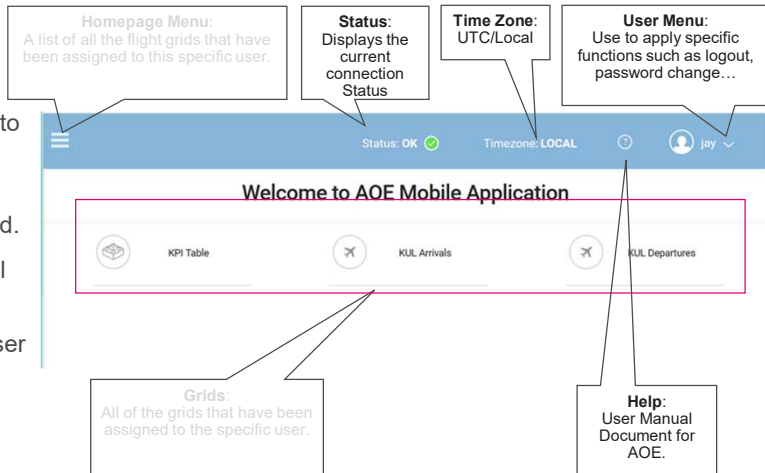 Homepage Menu:
A list of all the flight grids that have
been assigned to this specific user.
Status:
Displays the
current
connection
Status
Time Zone:
UTC/Local
User Menu:
Use to apply specific
functions such as logout,
password change…
to
d.
l
ser
Status: OK
Timezone: LOCAL
?
jay
Welcome to AOE Mobile Application
KPI Table
KUL Arrivals
KUL Departures
Grids:
All of the grids that have been
assigned to the specific user.
Help:
User Manual
Document for
AOE.